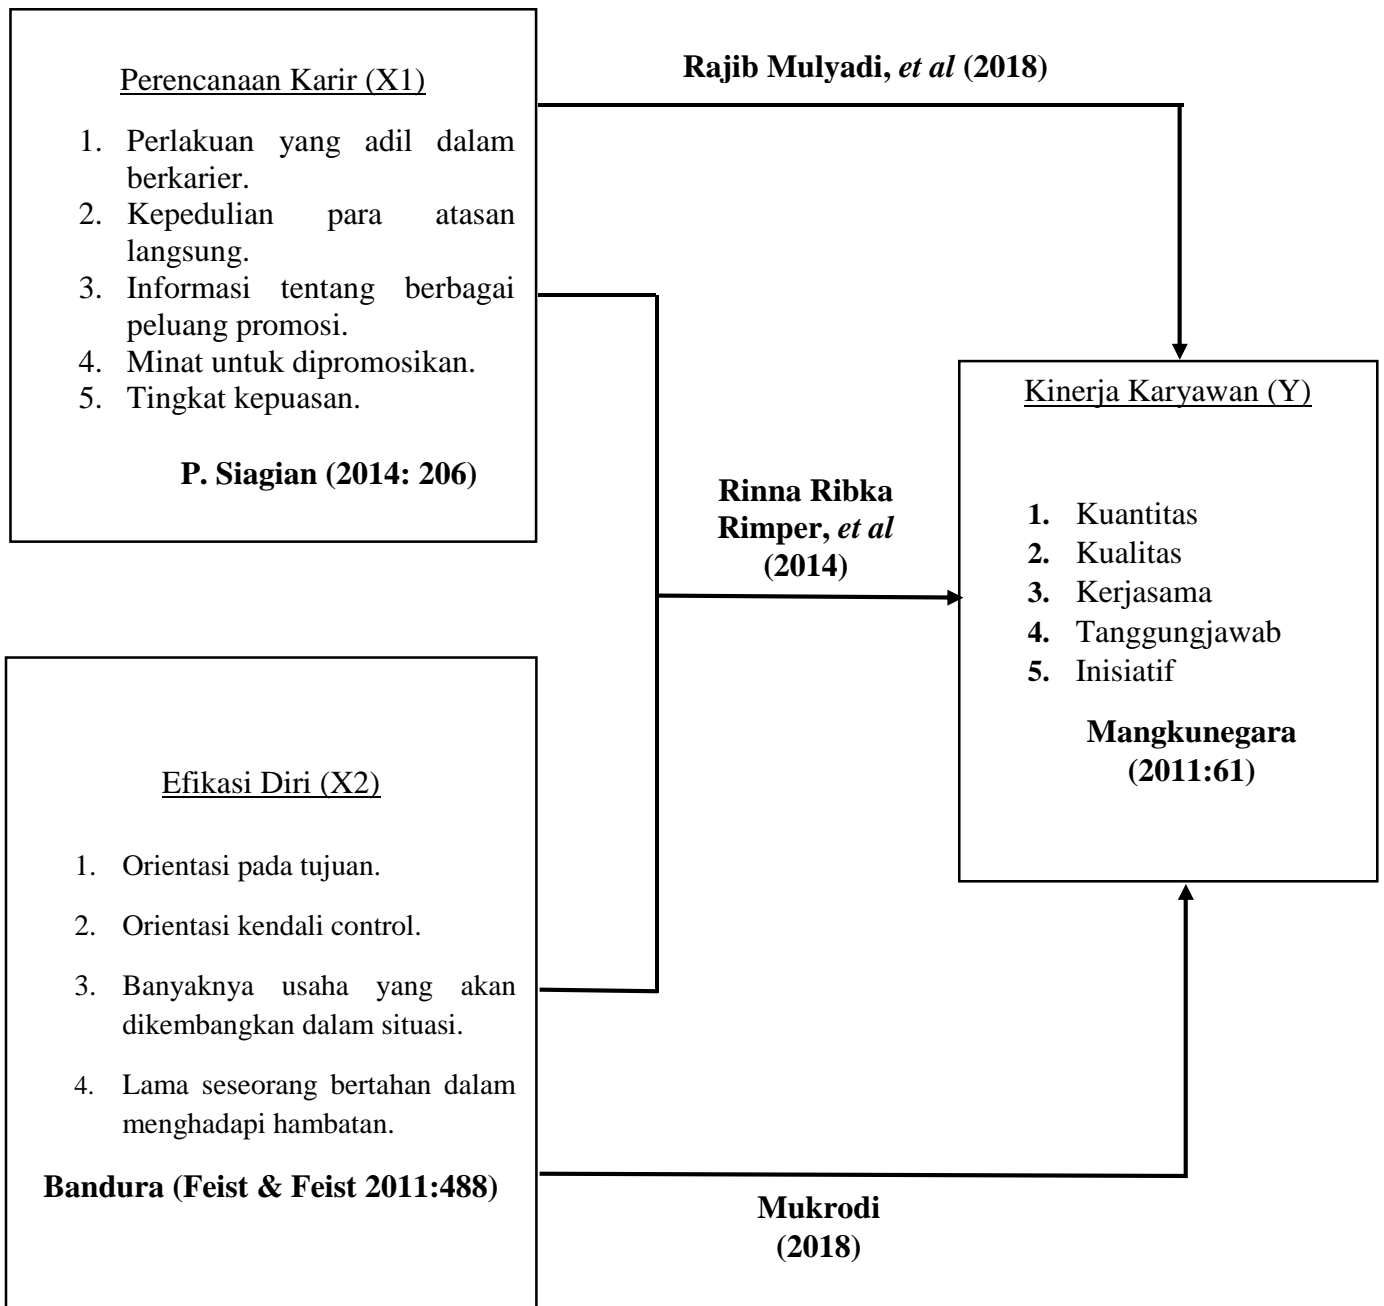 Perencanaan Karir (X1)
1. Perlakuan yang adil dalam
berkarier.
2. Kepedulian para atasan
langsung.
3. Informasi tentang berbagai
peluang promosi.
4. Minat untuk dipromosikan.
5. Tingkat kepuasan.
P. Siagian (2014: 206)
Rajib Mulyadi, et al (2018)
Rinna Ribka
Rimper, et al
(2014)
Kinerja Karyawan (Y)
1. Kuantitas
2. Kualitas
3. Kerjasama
4. Tanggungjawab
5. Inisiatif
Mangkunegara
(2011:61)
Efikasi Diri (X2)
1. Orientasi pada tujuan.
2. Orientasi kendali control.
3. Banyaknya usaha yang akan
dikembangkan dalam situasi.
4. Lama seseorang bertahan dalam
menghadapi hambatan.
Bandura (Feist & Feist 2011:488)
Mukrodi
(2018)